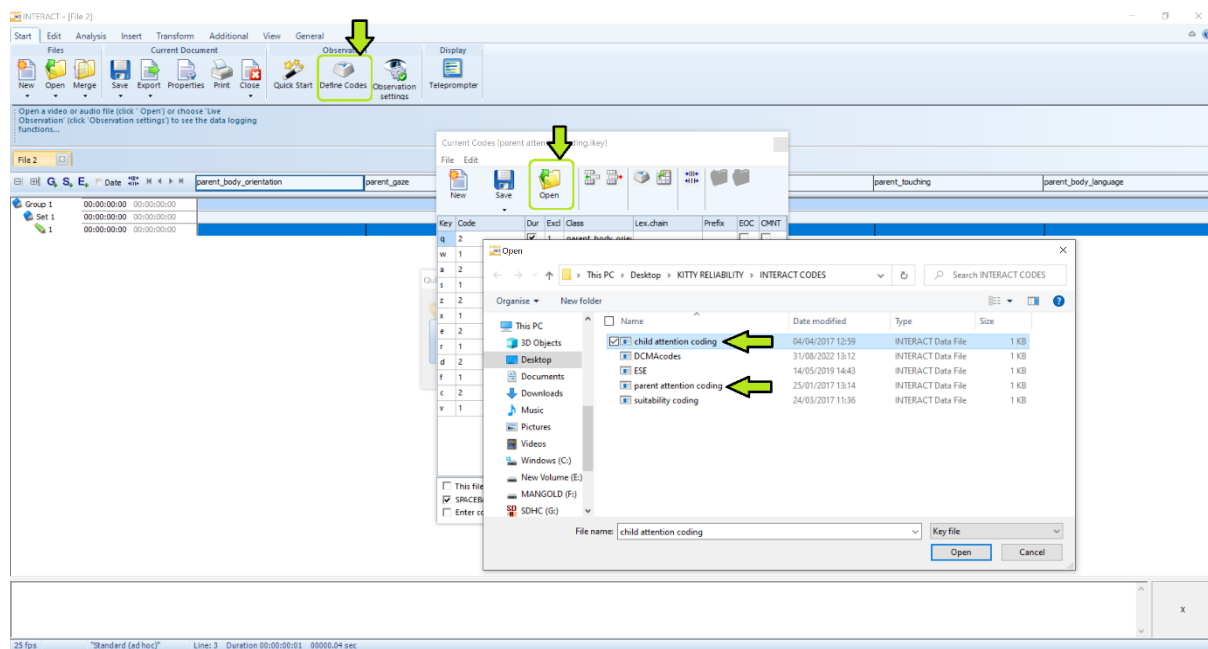 INTERACT - [File 2]
Start Edit Analysis Insert Transform Additional View General
Files Current Document Display
New Open Merge Save Export Properties Print Close Quick Start Define Codes Observation settings Teleprompter
Open a video or audio file (click ' Open') or choose 'Live
Observation' (click 'Observation settings') to see the data logging
functions...
File 2
G S E Date parent_body_orientation parent_gaze parent_touching parent_body_language
Group 1 00:00:00:00 00:00:00:00
Set 1 00:00:00:00 00:00:00:00
1 00:00:00:00 00:00:00:00
Current Codes [parent
File Edit
New Save Open
Key Code Dur Excl Class Lex.chain Prefix EOC CMNT
q 2 1
w 1
a 2
s 1
z 2
x 1
e 2
r 1
d 2
f 1
c 2
v 1
This file
SPACEB
Enter
Open
This PC > Desktop > KITTY RELIABILITY > INTERACT CODES
Search INTERACT CODES
Organise New folder
Name Date modified Type Size
child attention coding 04/04/2017 12:59 INTERACT Data File 1 KB
DCMAcodes 31/08/2022 13:12 INTERACT Data File 1 KB
ESE 14/05/2019 14:43 INTERACT Data File 1 KB
parent attention coding 25/01/2017 13:14 INTERACT Data File 1 KB
suitability coding 24/03/2017 11:36 INTERACT Data File 1 KB
This PC
3D Objects
Desktop
Documents
Downloads
Music
Pictures
Videos
Windows (C:)
New Volume (E:)
MANGOLD (F:)
SDHC (G:)
File name: child attention coding Key file
Open Cancel
X
25 fps "Standard (ad hoc)" Line: 3 Duration 00:00:00:01 00000.04 sec